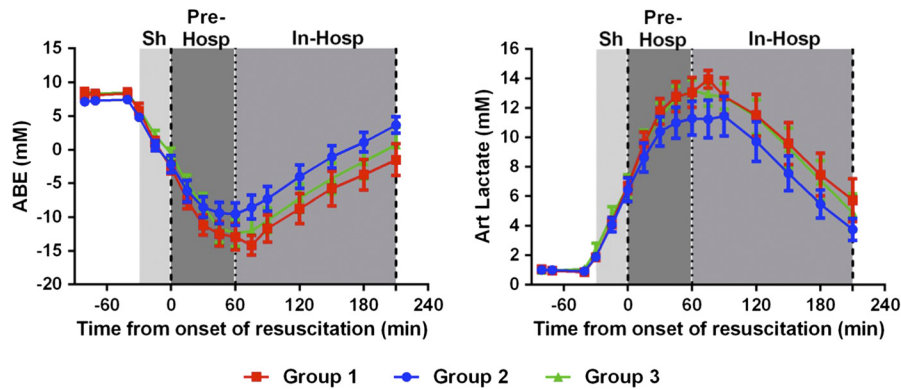 Pre-
Sh Hosp In-Hosp
ABE (mM)
15
10
5
0
-5
-10
-15
-20
-60 0 60 120 180 240
Time from onset of resuscitation (min)
Pre-
Sh Hosp In-Hosp
Art Lactate (mM)
16
14
12
10
8
6
4
2
0
-60 0 60 120 180 240
Time from onset of resuscitation (min)
Group 1 Group 2 Group 3